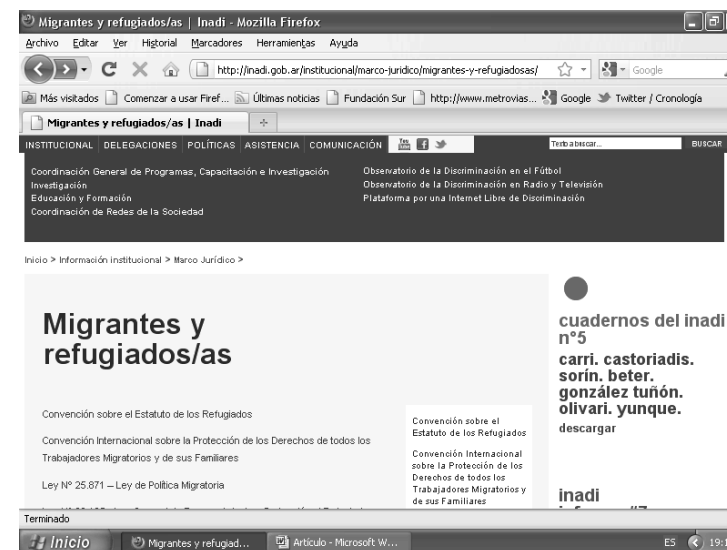 Migrantes y refugiados/as | Inadi - Mozilla Firefox
Archivo Editar Ver Historial Marcadores Herramientas Ayuda
http://inadi.gob.ar/institucional/marco-juridico/migrantes-y-refugiadosas/
Google
Más visitados Comenzar a usar Firef... Últimas noticias Fundación Sur http://www.metrovias... Google Twitter / Cronología
Migrantes y refugiados/as | Inadi
INSTITUCIONAL DELEGACIONES POLÍTICAS ASISTENCIA COMUNICACIÓN
You
Texto a buscar...
BUSCAR
Coordinación General de Programas, Capacitación e Investigación
Investigación
Educación y Formación
Coordinación de Redes de la Sociedad
Observatorio de la Discriminación en el Fútbol
Observatorio de la Discriminación en Radio y Televisión
Plataforma por una Internet Libre de Discriminación
Inicio > Información institucional > Marco Jurídico >
Migrantes y
refugiados/as
Convención sobre el Estatuto de los Refugiados
Convención Internacional sobre la Protección de los Derechos de todos los
Trabajadores Migratorios y de sus Familiares
Ley Nº 25.871 – Ley de Política Migratoria
Convención sobre el
Estatuto de los Refugiados
Convención Internacional
sobre la Protección de los
Derechos de todos los
Trabajadores Migratorios y
de sus Familiares
cuadernos del inadi
n°5
carri. castoriadis.
sorín. beter.
gonzález tuñón.
olivari. yunque.
descargar
inadi
Terminado
Inicio
Migrantes y refugiad...
Artículo - Microsoft W...
ES